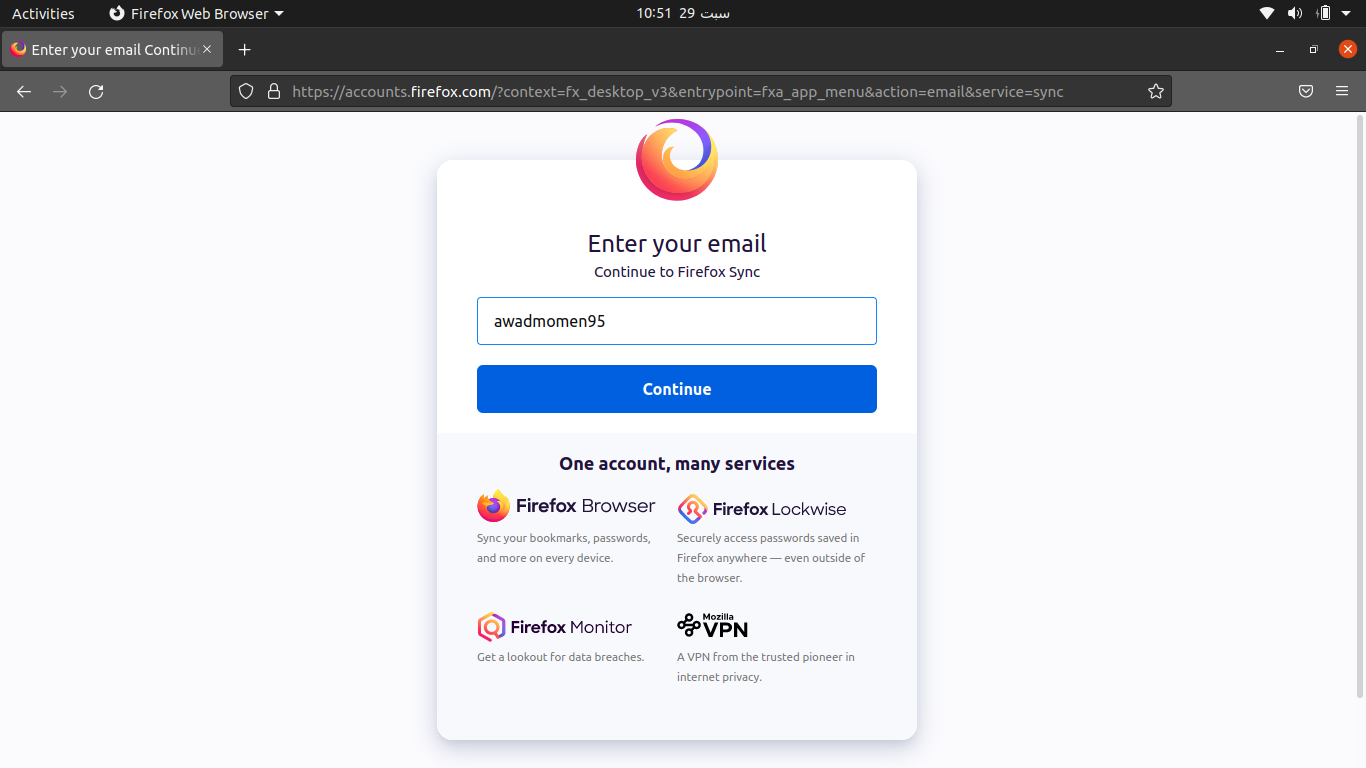 Activities
Firefox Web Browser
10:51 29 سبت
Enter your email Continu
https://accounts.firefox.com/?context=fx_desktop_v3&entrypoint=fxa_app_menu&action=email&service=sync
Enter your email
Continue to Firefox Sync
awadmomen95
Continue
One account, many services
Firefox Browser
Sync your bookmarks, passwords,
and more on every device.
Firefox Lockwise
Securely access passwords saved in
Firefox anywhere — even outside of
the browser.
Firefox Monitor
Get a lookout for data breaches.
Mozilla
VPN
A VPN from the trusted pioneer in
internet privacy.